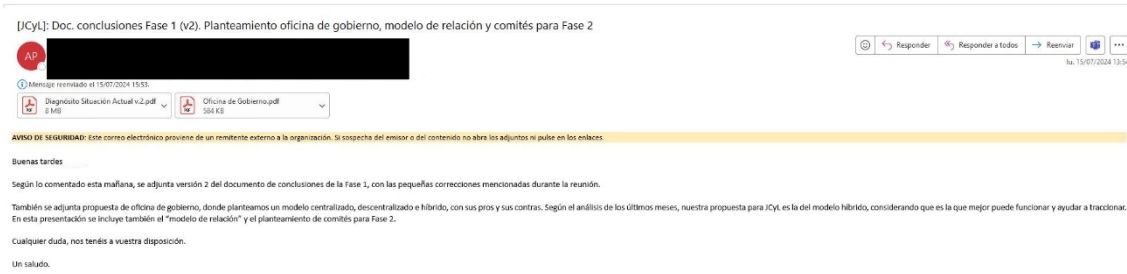 [JCyL]: Doc. conclusiones Fase 1 (v2). Planteamiento oficina de gobierno, modelo de relación y comités para Fase 2
AP
Responder
Responder a todos
Reenviar
lu. 15/07/2024 13:5
Mensaje reenviado el 15/07/2024 15:53.
Diagnósito Situación Actual v.2.pdf
8 MB
Oficina de Gobierno.pdf
584 KB
AVISO DE SEGURIDAD: Este correo electrónico proviene de un remitente externo a la organización. Si sospecha del emisor o del contenido no abra los adjuntos ni pulse en los enlaces.
Buenas tardes
Según lo comentado esta mañana, se adjunta versión 2 del documento de conclusiones de la Fase 1, con las pequeñas correcciones mencionadas durante la reunión.
También se adjunta propuesta de oficina de gobierno, donde planteamos un modelo centralizado, descentralizado e híbrido, con sus pros y sus contras. Según el análisis de los últimos meses, nuestra propuesta para JCyL es la del modelo híbrido, considerando que es la que mejor puede funcionar y ayudar a traccionar.
En esta presentación se incluye también el "modelo de relación" y el planteamiento de comités para Fase 2.
Cualquier duda, nos tenéis a vuestra disposición.
Un saludo.